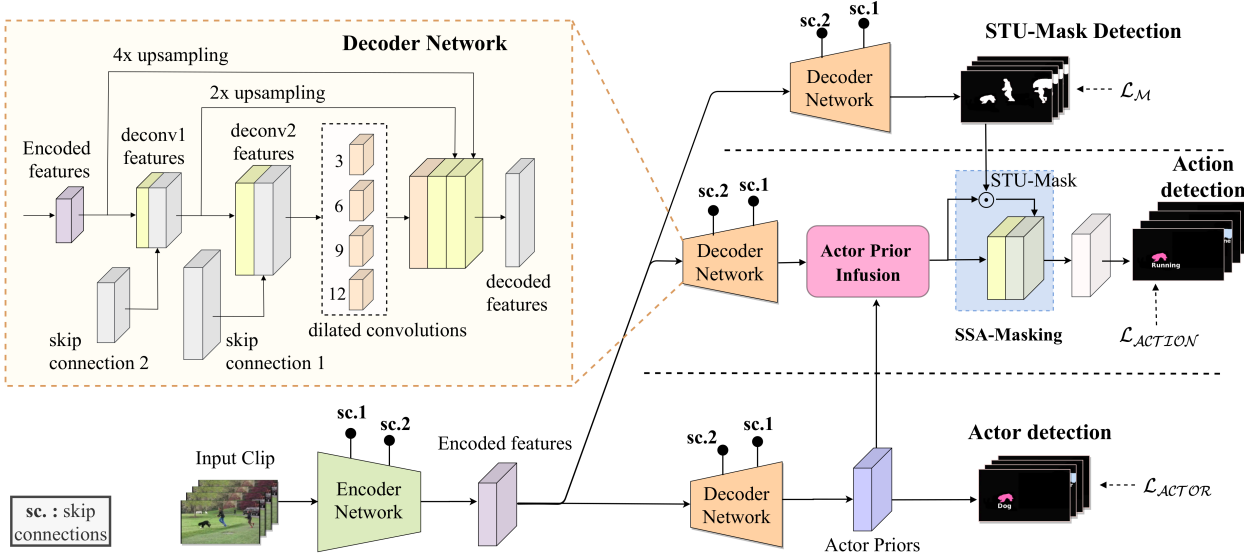 Decoder Network
4x upsampling
2x upsampling
Encoded
features
deconv1
features
deconv2
features
3
6
9
12
dilated convolutions
decoded
features
skip
connection 2
skip
connection 1
sc.2
sc.1
Decoder
Network
STU-Mask Detection
ℒ_M
sc.2
sc.1
Decoder
Network
Actor Prior
Infusion
STU-Mask
SSA-Masking
Action
detection
Running
ℒ_ACTION
sc.1
sc.2
Input Clip
Encoder
Network
Encoded features
sc.2
sc.1
Decoder
Network
Actor Priors
Actor detection
Dog
ℒ_ACTOR
sc. : skip
connections